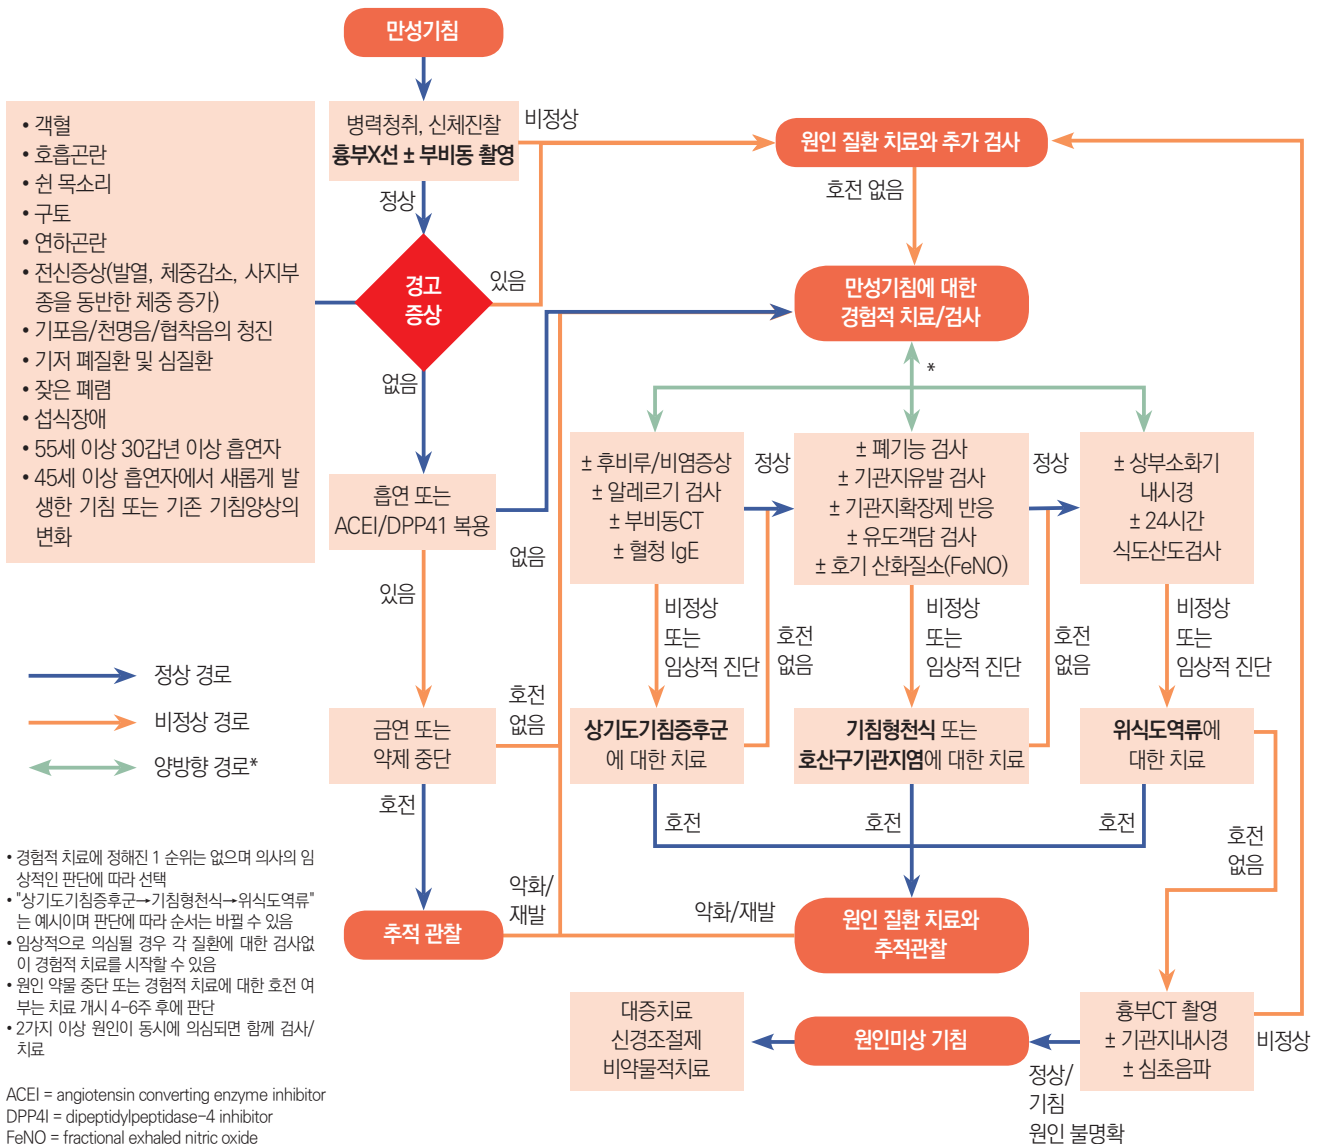 만성기침
병력청취, 신체진찰
흉부X선 ± 부비동 촬영
비정상
원인 질환 치료와 추가 검사
정상
호전 없음
• 객혈
• 호흡곤란
• 쉰 목소리
• 구토
• 연하곤란
• 전신증상(발열, 체중감소, 사지부
종을 동반한 체중 증가)
• 기포음/천명음/협착음의 청진
• 기저 폐질환 및 심질환
• 잦은 폐렴
• 섭식장애
• 55세 이상 30갑년 이상 흡연자
• 45세 이상 흡연자에서 새롭게 발
생한 기침 또는 기존 기침양상의
변화
경고
증상
있음
없음
만성기침에 대한
경험적 치료/검사
*
흡연 또는
ACEI/DPP41 복용
없음
있음
± 후비루/비염증상
± 알레르기 검사
± 부비동CT
± 혈청 IgE
정상
± 폐기능 검사
± 기관지유발 검사
± 기관지확장제 반응
± 유도객담 검사
± 호기 산화질소(FeNO)
정상
± 상부소화기
내시경
± 24시간
식도산도검사
비정상
또는
임상적 진단
호전
없음
비정상
또는
임상적 진단
호전
없음
비정상
또는
임상적 진단
정상 경로
비정상 경로
양방향 경로*
금연 또는
약제 중단
호전
없음
호전
상기도기침증후군
에 대한 치료
기침형천식 또는
호산구기관지염에 대한 치료
위식도역류에
대한 치료
호전
호전
호전
호전
없음
추적 관찰
악화/
재발
악화/재발
원인 질환 치료와
추적관찰
• 경험적 치료에 정해진 1 순위는 없으며 의사의 임
상적인 판단에 따라 선택
• "상기도기침증후군→기침형천식→위식도역류"
는 예시이며 판단에 따라 순서는 바뀔 수 있음
• 임상적으로 의심될 경우 각 질환에 대한 검사없
이 경험적 치료를 시작할 수 있음
• 원인 약물 중단 또는 경험적 치료에 대한 호전 여
부는 치료 개시 4-6주 후에 판단
• 2가지 이상 원인이 동시에 의심되면 함께 검사/
치료
대증치료
신경조절제
비약물적치료
원인미상 기침
흉부CT 촬영
± 기관지내시경
± 심초음파
비정상
정상/
기침
원인 불명확
ACEI = angiotensin converting enzyme inhibitor
DPP4I = dipeptidylpeptidase-4 inhibitor
FeNO = fractional exhaled nitric oxide